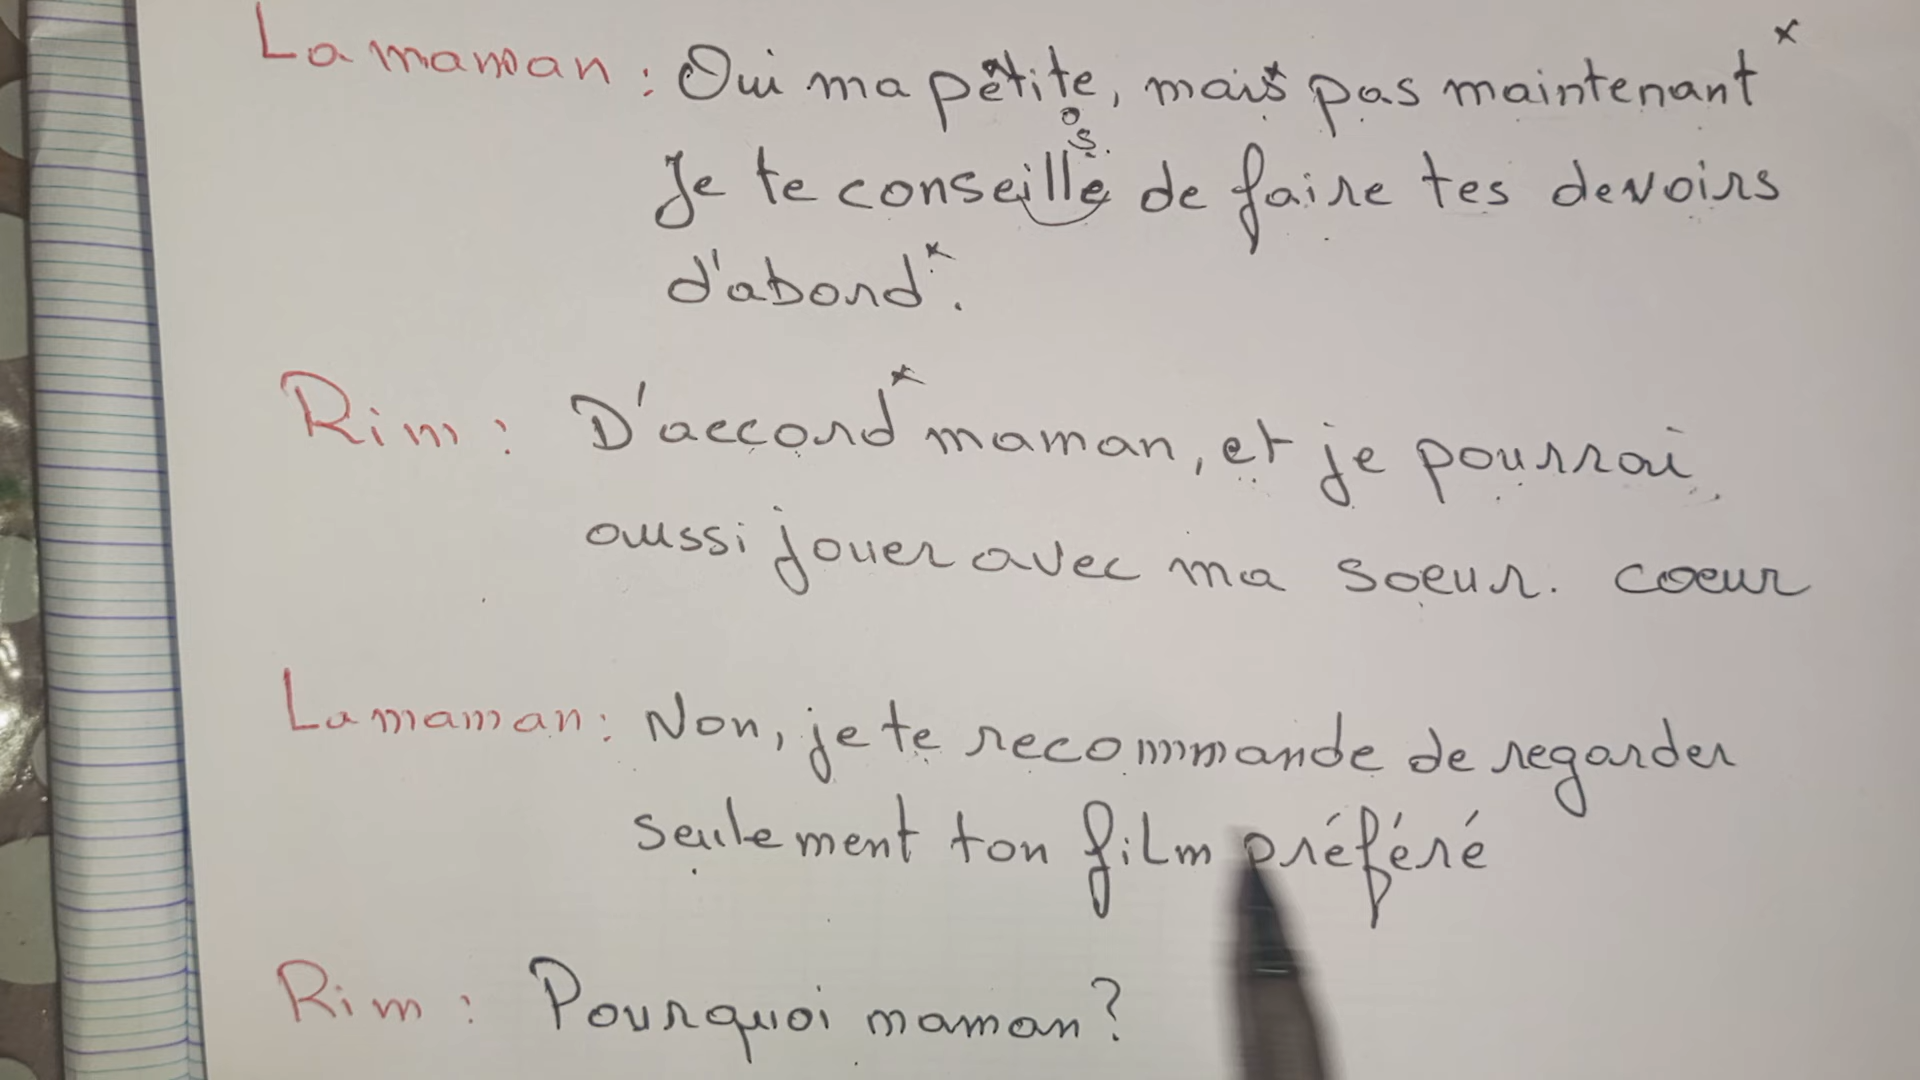 La maman : Oui ma petite, mais pas maintenant
Je te conseille de faire tes devoirs
d'abord.
Rim : D'accord maman, et je pourrai
aussi jouer avec ma soeur. coeur
La maman : Non, je te recommande de regarder
seulement ton film préféré
Rim : Pourquoi maman ?